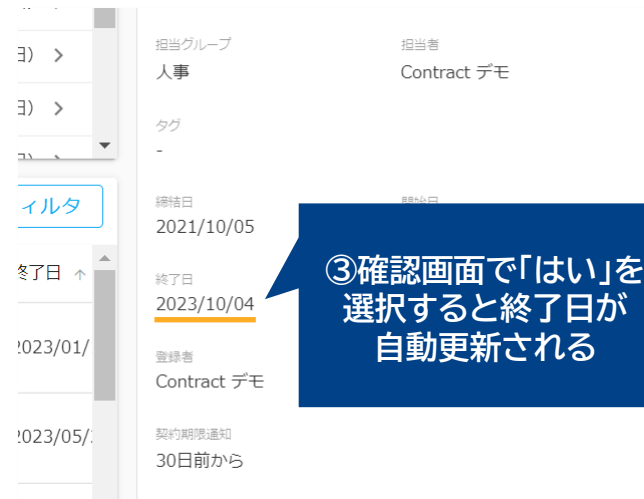 日） >
担当グループ
担当者
人事
Contract デモ
日） >
タグ
-
ィルタ
締結日
開始日
2021/10/05
終了日 ↑
終了日
2023/10/04
③確認画面で「はい」を
選択すると終了日が
自動更新される
2023/01/
登録者
Contract デモ
2023/05/
契約期限通知
30日前から